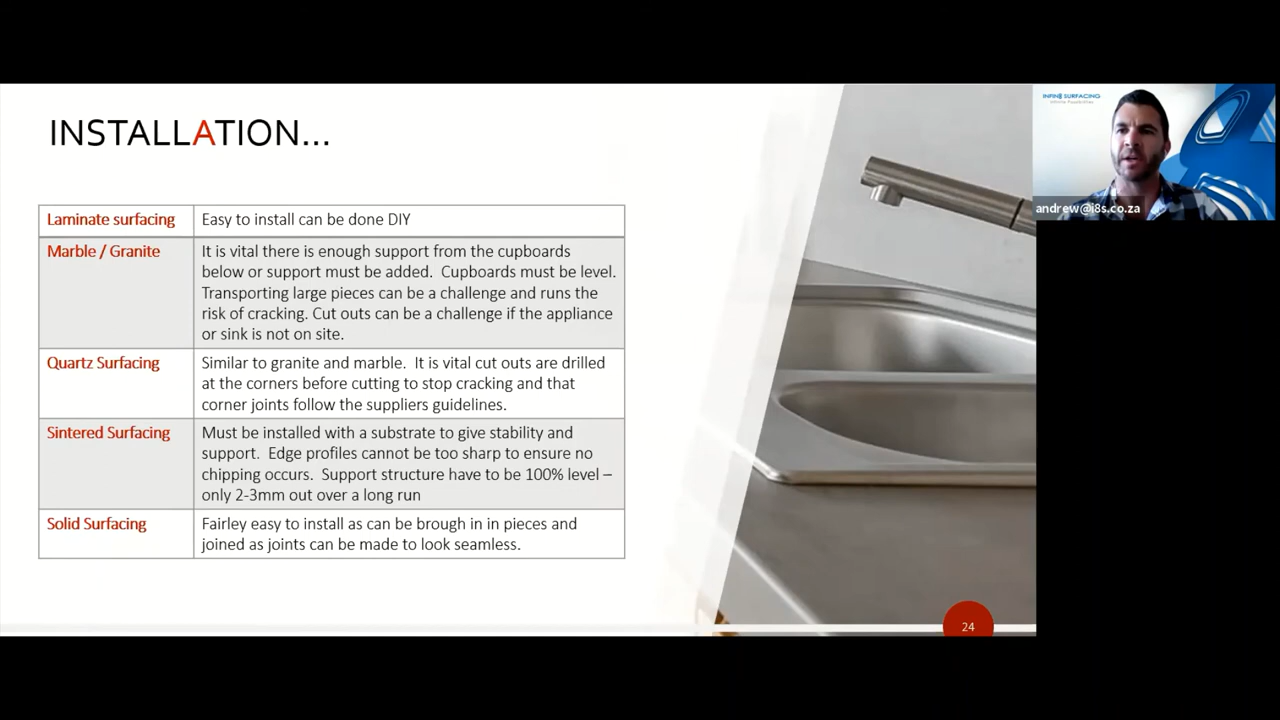 INSTALLATION...
Laminate surfacing
Easy to install can be done DIY
Marble / Granite
It is vital there is enough support from the cupboards
below or support must be added. Cupboards must be level.
Transporting large pieces can be a challenge and runs the
risk of cracking. Cut outs can be a challenge if the appliance
or sink is not on site.
Quartz Surfacing
Similar to granite and marble. It is vital cut outs are drilled
at the corners before cutting to stop cracking and that
corner joints follow the suppliers guidelines.
Sintered Surfacing
Must be installed with a substrate to give stability and
support. Edge profiles cannot be too sharp to ensure no
chipping occurs. Support structure have to be 100% level –
only 2-3mm out over a long run
Solid Surfacing
Fairley easy to install as can be brough in in pieces and
joined as joints can be made to look seamless.
24
SURFACING
andrew@i8s.co.za